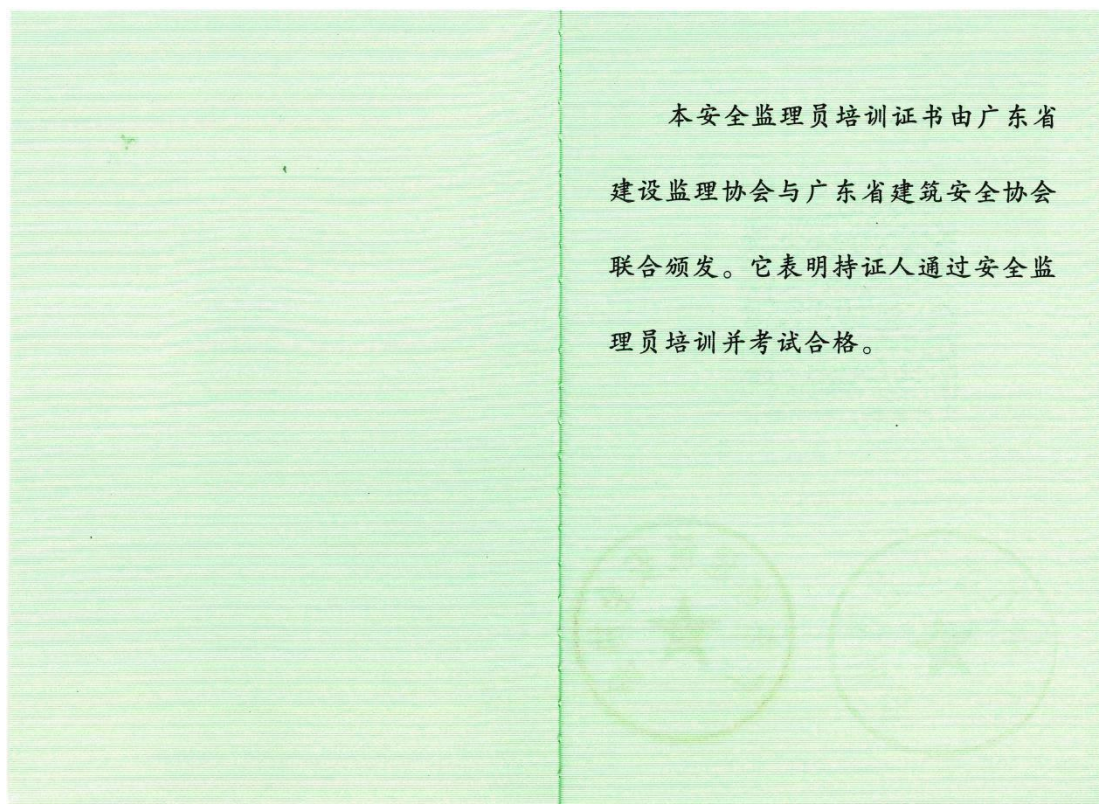 本安全监理员培训证书由广东省
建设监理协会与广东省建筑安全协会
联合颁发。它表明持证人通过安全监
理员培训并考试合格。